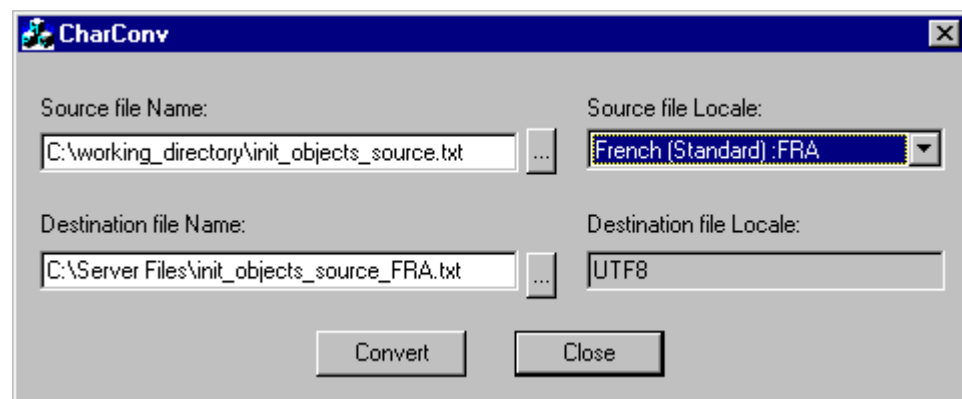 CharConv
Source file Name:
Source file Locale:
C:\working_directory\init_objects_source.txt
...
French (Standard) :FRA
Destination file Name:
Destination file Locale:
C:\Server Files\init_objects_source_FRA.txt
...
UTF8
Convert
Close